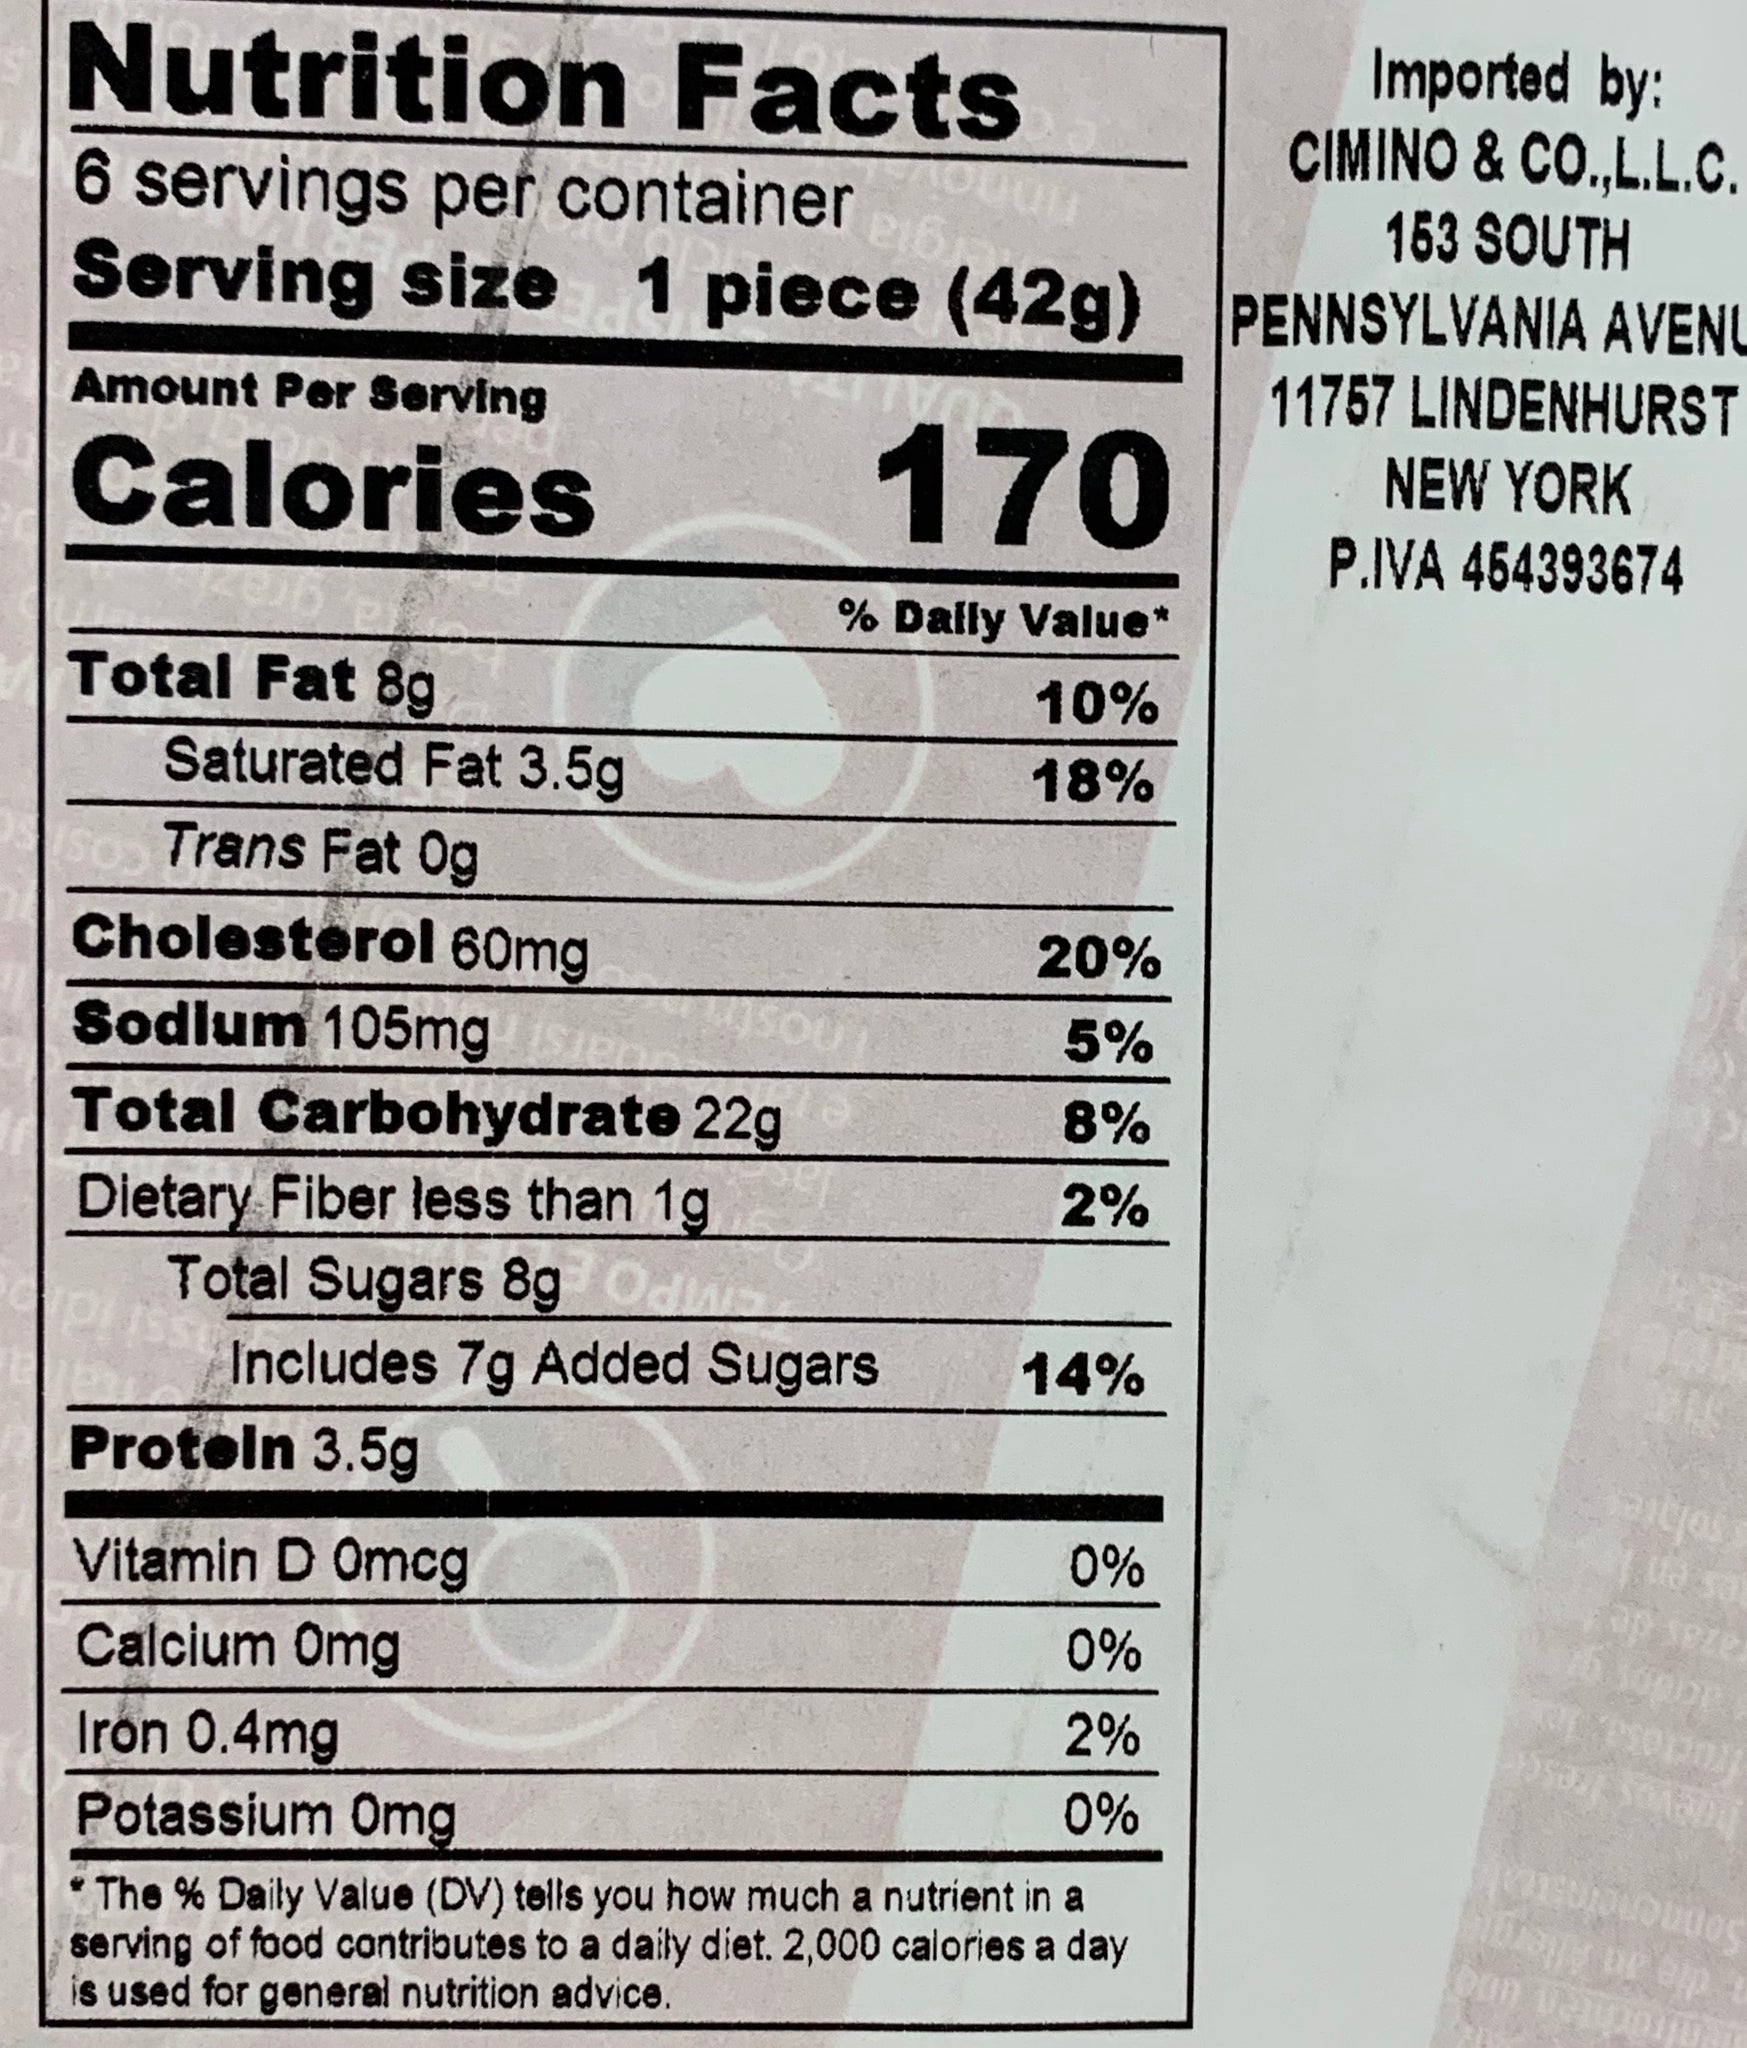 Nutrition Facts
6 servings per container
Serving size 1 piece (42g)
Amount Per Serving
Calories 170
% Daily Value*
Total Fat 8g 10%
Saturated Fat 3.5g 18%
Trans Fat 0g
Cholesterol 60mg 20%
Sodium 105mg 5%
Total Carbohydrate 22g 8%
Dietary Fiber less than 1g 2%
Total Sugars 8g
Includes 7g Added Sugars 14%
Protein 3.5g
Vitamin D 0mcg 0%
Calcium 0mg 0%
Iron 0.4mg 2%
Potassium 0mg 0%
* The % Daily Value (DV) tells you how much a nutrient in a
serving of food contributes to a daily diet. 2,000 calories a day
is used for general nutrition advice.
Imported by:
CIMINO & CO.,L.L.C.
153 SOUTH
PENNSYLVANIA AVENU
11757 LINDENHURST
NEW YORK
P.IVA 454393674